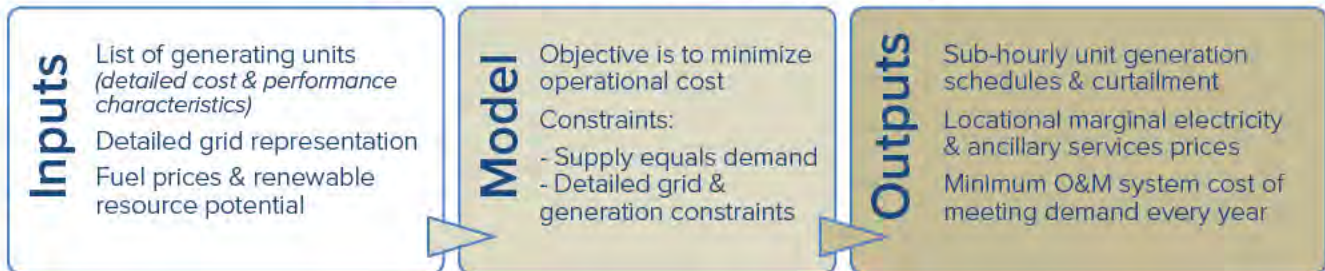 Inputs
List of generating units
(detailed cost & performance
characteristics)
Detailed grid representation
Fuel prices & renewable
resource potential
Model
Objective is to minimize
operational cost
Constraints:
- Supply equals demand
- Detailed grid &
generation constraints
Outputs
Sub-hourly unit generation
schedules & curtailment
Locational marginal electricity
& ancillary services prices
Minimum O&M system cost of
meeting demand every year